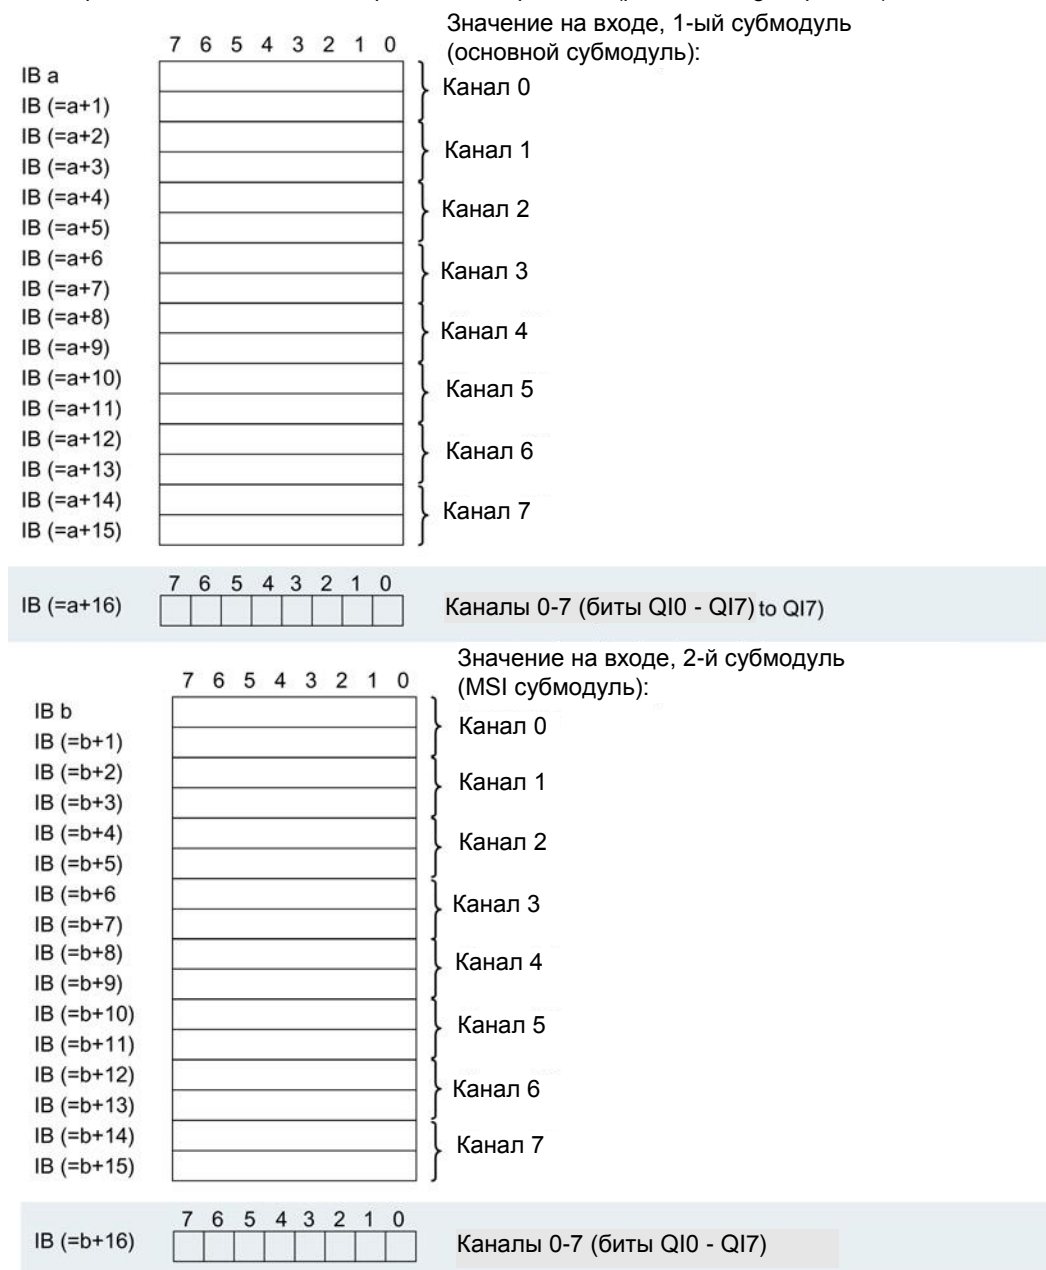 Значение на входе, 1-ый субмодуль
(основной субмодуль):
7 6 5 4 3 2 1 0
IB a
Канал 0
IB (=a+1)
IB (=a+2)
Канал 1
IB (=a+3)
IB (=a+4)
Канал 2
IB (=a+5)
IB (=a+6
Канал 3
IB (=a+7)
IB (=a+8)
Канал 4
IB (=a+9)
IB (=a+10)
Канал 5
IB (=a+11)
IB (=a+12)
Канал 6
IB (=a+13)
IB (=a+14)
Канал 7
IB (=a+15)
7 6 5 4 3 2 1 0
IB (=a+16) Каналы 0-7 (биты QI0 - QI7) to QI7)
Значение на входе, 2-й субмодуль
(MSI субмодуль):
7 6 5 4 3 2 1 0
IB b
Канал 0
IB (=b+1)
IB (=b+2)
Канал 1
IB (=b+3)
IB (=b+4)
Канал 2
IB (=b+5)
IB (=b+6
Канал 3
IB (=b+7)
IB (=b+8)
Канал 4
IB (=b+9)
IB (=b+10)
Канал 5
IB (=b+11)
IB (=b+12)
Канал 6
IB (=b+13)
IB (=b+14)
Канал 7
IB (=b+15)
7 6 5 4 3 2 1 0
IB (=b+16) Каналы 0-7 (биты QI0 - QI7)